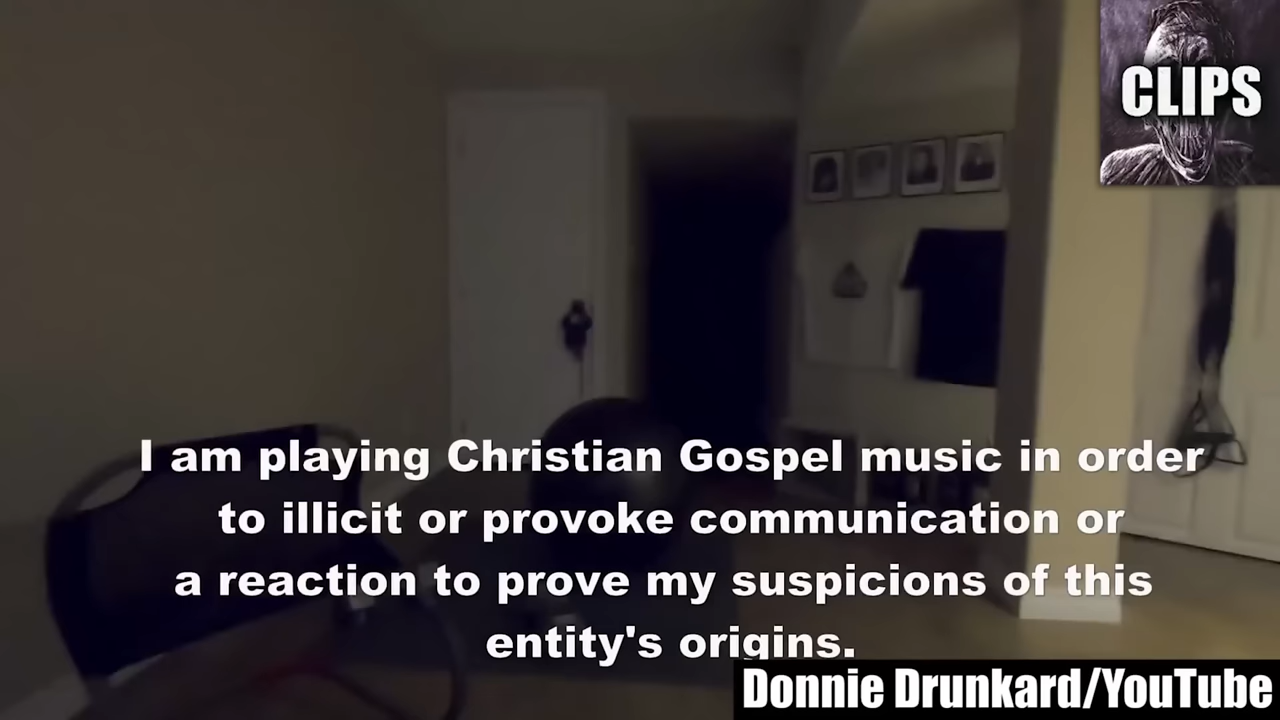 CLIPS
I am playing Christian Gospel music in order
to illicit or provoke communication or
a reaction to prove my suspicions of this
entity's origins.
Donnie Drunkard/YouTube